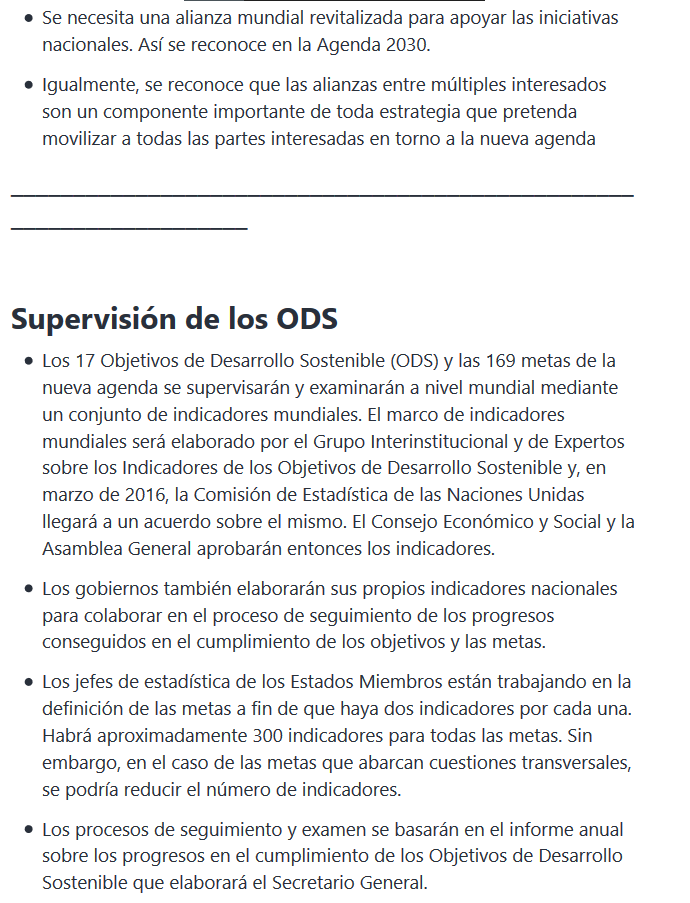 • Se necesita una alianza mundial revitalizada para apoyar las iniciativas
nacionales. Así se reconoce en la Agenda 2030.
• Igualmente, se reconoce que las alianzas entre múltiples interesados
son un componente importante de toda estrategia que pretenda
movilizar a todas las partes interesadas en torno a la nueva agenda
Supervisión de los ODS
• Los 17 Objetivos de Desarrollo Sostenible (ODS) y las 169 metas de la
nueva agenda se supervisarán y examinarán a nivel mundial mediante
un conjunto de indicadores mundiales. El marco de indicadores
mundiales será elaborado por el Grupo Interinstitucional y de Expertos
sobre los Indicadores de los Objetivos de Desarrollo Sostenible y, en
marzo de 2016, la Comisión de Estadística de las Naciones Unidas
llegará a un acuerdo sobre el mismo. El Consejo Económico y Social y la
Asamblea General aprobarán entonces los indicadores.
• Los gobiernos también elaborarán sus propios indicadores nacionales
para colaborar en el proceso de seguimiento de los progresos
conseguidos en el cumplimiento de los objetivos y las metas.
• Los jefes de estadística de los Estados Miembros están trabajando en la
definición de las metas a fin de que haya dos indicadores por cada una.
Habrá aproximadamente 300 indicadores para todas las metas. Sin
embargo, en el caso de las metas que abarcan cuestiones transversales,
se podría reducir el número de indicadores.
• Los procesos de seguimiento y examen se basarán en el informe anual
sobre los progresos en el cumplimiento de los Objetivos de Desarrollo
Sostenible que elaborará el Secretario General.